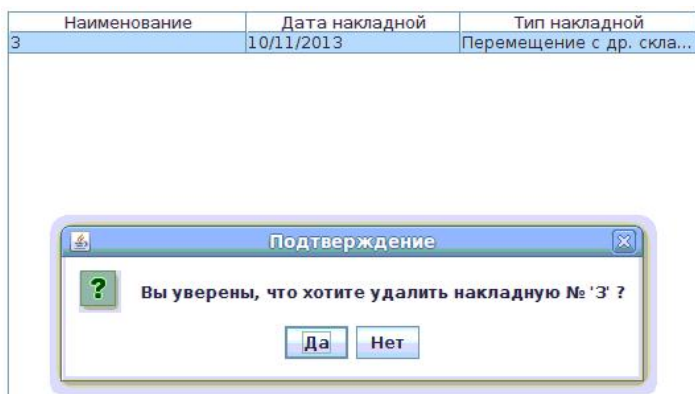 Наименование Дата накладной Тип накладной
3 10/11/2013 Перемещение с др. скла...
Подтверждение
Вы уверены, что хотите удалить накладную № '3' ?
Да Нет